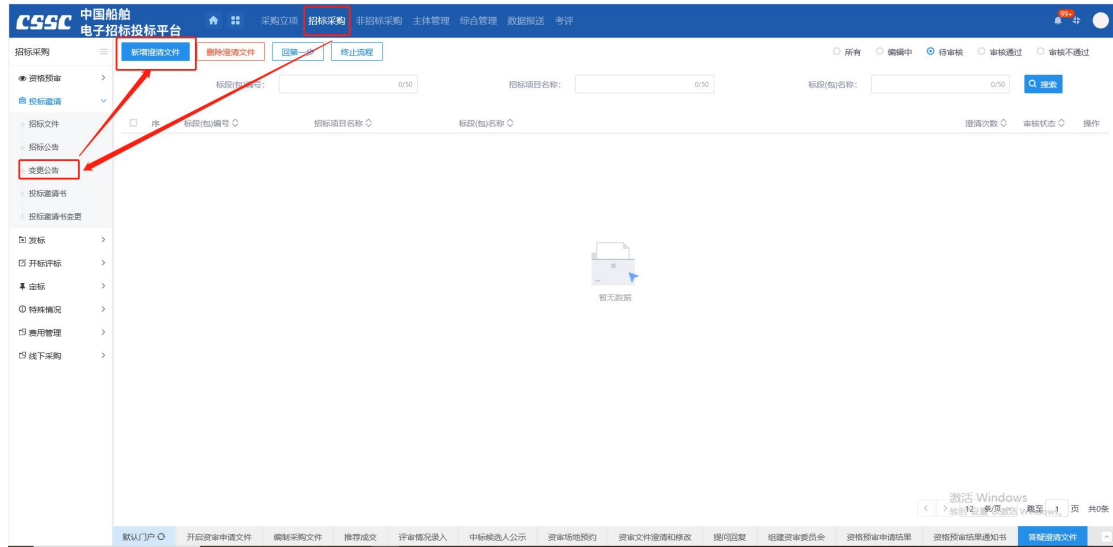 CSSC 中国船舶
电子招标投标平台
采购立项 招标采购 非招标采购 主体管理 综合管理 数据报送 考评
99+
招标采购
新增澄清文件 删除澄清文件 回第一步 终止流程
所有 编辑中 待审核 审核通过 审核不通过
资格预审
标段(包)编号: 0/50 招标项目名称: 0/50 标段(包)名称: 0/50 搜索
投标邀请
序 标段(包)编号 招标项目名称 标段(包)名称 澄清次数 审核状态 操作
招标文件
招标公告
变更公告
投标邀请书
投标邀请书变更
发标
开标评标
定标
特殊情况
费用管理
线下采购
暂无数据
激活 Windows
12 条/页 跳至 1 页 共0条
默认门户 开启资审申请文件 编制采购文件 推荐成交 评审情况录入 中标候选人公示 资审场地预约 资审文件澄清和修改 提问回复 组建资审委员会 资格预审申请结果 资格预审结果通知书 答疑澄清文件